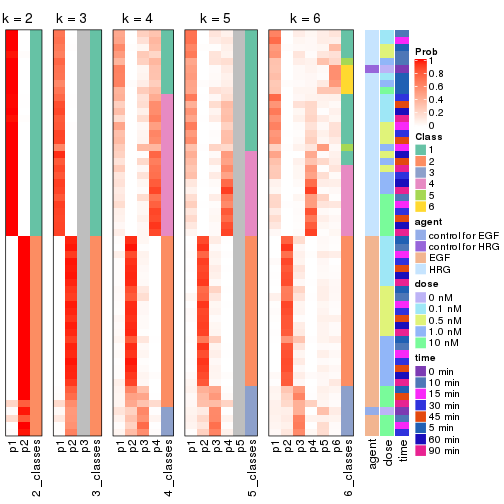 k = 2 k = 3 k = 4 k = 5 k = 6
p1 p2 2_classes
p1 p2 p3 3_classes
p1 p2 p3 p4 4_classes
p1 p2 p3 p4 p5 5_classes
p1 p2 p3 p4 p5 p6 6_classes
agent dose time
Prob
1
0.8
0.6
0.4
0.2
0
Class
1
2
3
4
5
6
agent
control for EGF
control for HRG
EGF
HRG
dose
0 nM
0.1 nM
0.5 nM
1.0 nM
10 nM
time
0 min
10 min
15 min
30 min
45 min
5 min
60 min
90 min